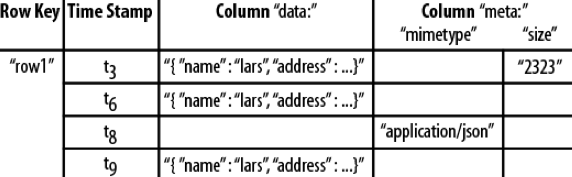 Row Key Time Stamp Column “data:” Column “meta:”
“mimetype” “size”
“row1” t3 “{ “name” : “lars”, “address” : ...}” “2323”
t6 “{ “name” : “lars”, “address” : ...}”
t8 “application/json”
t9 “{ “name” : “lars”, “address” : ...}”